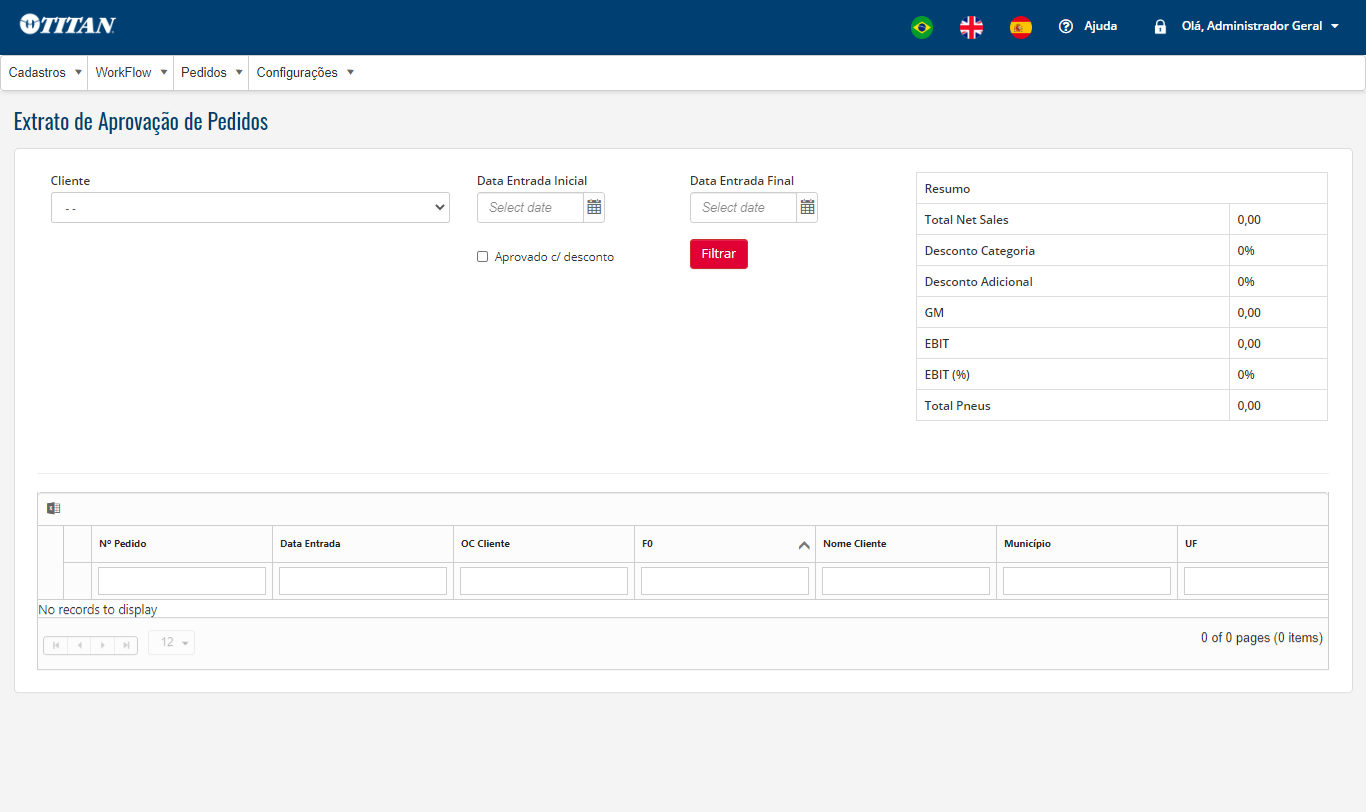 TITAN
Ajuda
Olá, Administrador Geral
Cadastros
WorkFlow
Pedidos
Configurações
Extrato de Aprovação de Pedidos
Cliente
- -
Data Entrada Inicial
Select date
Data Entrada Final
Select date
Aprovado c/ desconto
Filtrar
Resumo
Total Net Sales 0,00
Desconto Categoria 0%
Desconto Adicional 0%
GM 0,00
EBIT 0,00
EBIT (%) 0%
Total Pneus 0,00
Nº Pedido
Data Entrada
OC Cliente
F0
Nome Cliente
Município
UF
No records to display
12
0 of 0 pages (0 items)